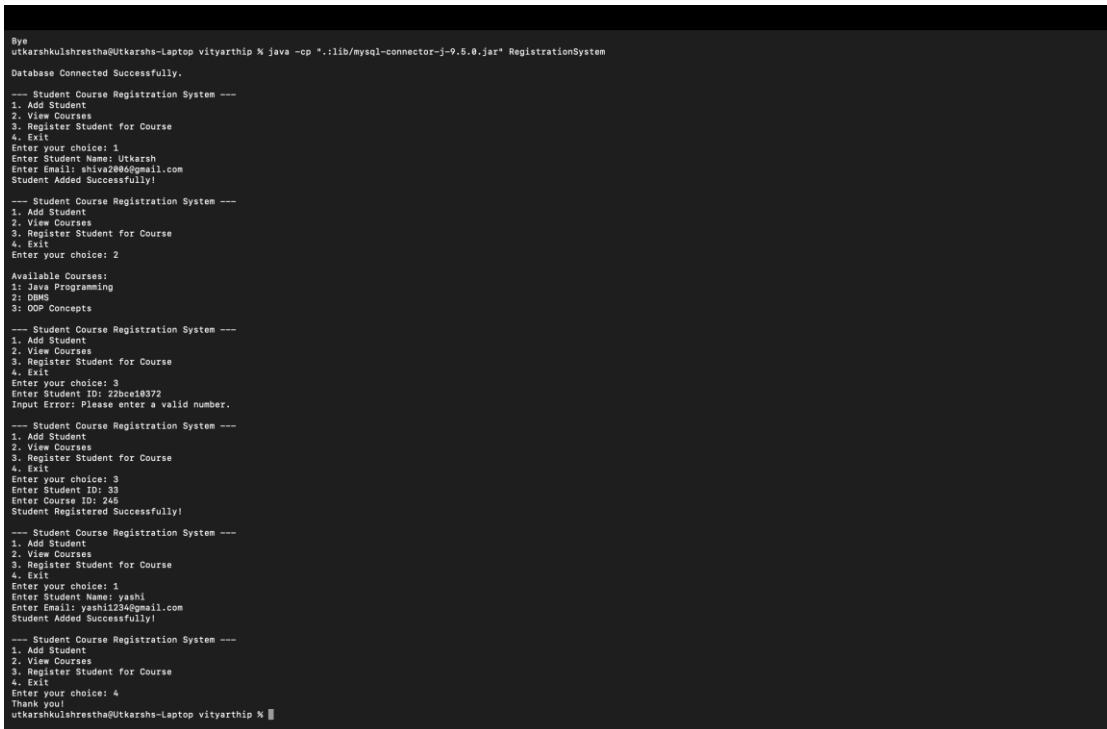 Bye
utkarshkulshrestha@Utkarshs-Laptop vityarthip % java -cp ".:lib/mysql-connector-j-9.5.0.jar" RegistrationSystem
Database Connected Successfully.
--- Student Course Registration System ---
1. Add Student
2. View Courses
3. Register Student for Course
4. Exit
Enter your choice: 1
Enter Student Name: Utkarsh
Enter Email: shiva2006@gmail.com
Student Added Successfully!
--- Student Course Registration System ---
1. Add Student
2. View Courses
3. Register Student for Course
4. Exit
Enter your choice: 2
Available Courses:
1: Java Programming
2: DBMS
3: OOP Concepts
--- Student Course Registration System ---
1. Add Student
2. View Courses
3. Register Student for Course
4. Exit
Enter your choice: 3
Enter Student ID: 22bce10372
Input Error: Please enter a valid number.
--- Student Course Registration System ---
1. Add Student
2. View Courses
3. Register Student for Course
4. Exit
Enter your choice: 3
Enter Student ID: 33
Enter Course ID: 245
Student Registered Successfully!
--- Student Course Registration System ---
1. Add Student
2. View Courses
3. Register Student for Course
4. Exit
Enter your choice: 1
Enter Student Name: yashi
Enter Email: yashi1234@gmail.com
Student Added Successfully!
--- Student Course Registration System ---
1. Add Student
2. View Courses
3. Register Student for Course
4. Exit
Enter your choice: 4
Thank you!
utkarshkulshrestha@Utkarshs-Laptop vityarthip %